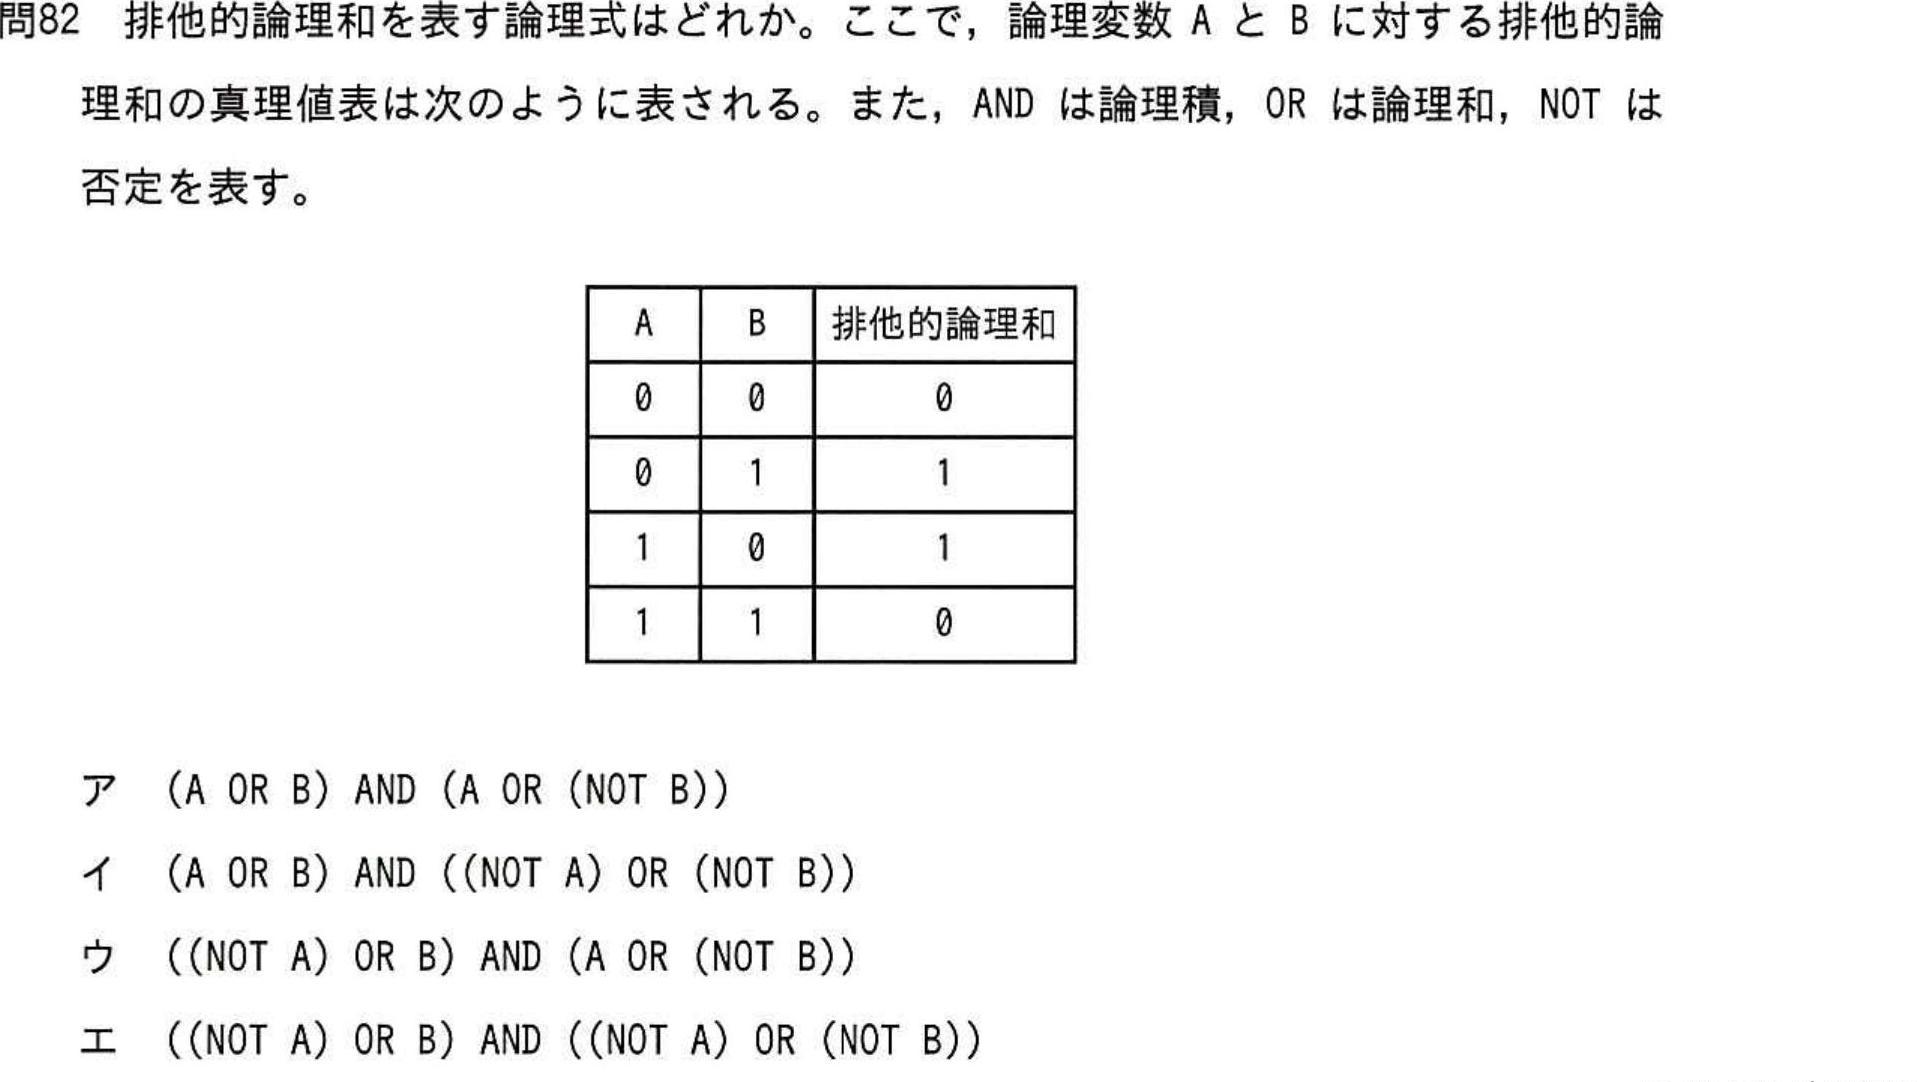 問82 排他的論理和を表す論理式はどれか。ここで，論理変数 A と B に対する排他的論
理和の真理値表は次のように表される。また，AND は論理積，OR は論理和，NOT は
否定を表す。
A B 排他的論理和
0 0 0
0 1 1
1 0 1
1 1 0
ア (A OR B) AND (A OR (NOT B))
イ (A OR B) AND ((NOT A) OR (NOT B))
ウ ((NOT A) OR B) AND (A OR (NOT B))
エ ((NOT A) OR B) AND ((NOT A) OR (NOT B))